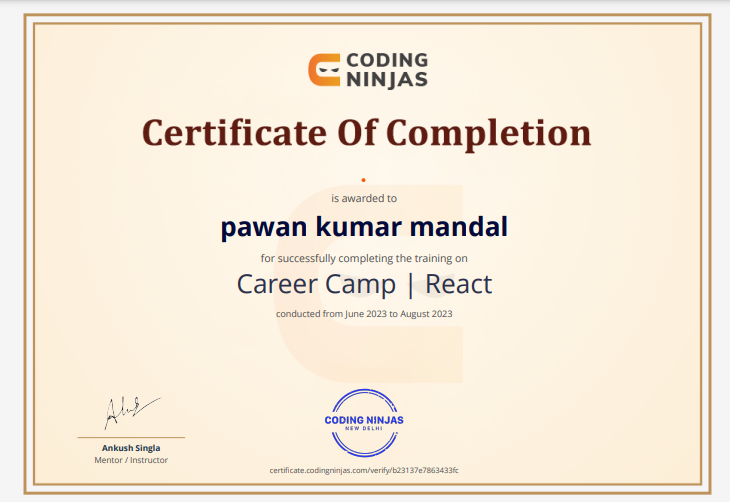 CODING
NINJAS
Certificate Of Completion
is awarded to
pawan kumar mandal
for successfully completing the training on
Career Camp | React
conducted from June 2023 to August 2023
Ankush Singla
Mentor / Instructor
CODING NINJAS
NEW DELHI
certificate.codingninjas.com/verify/b23137e7863433fc